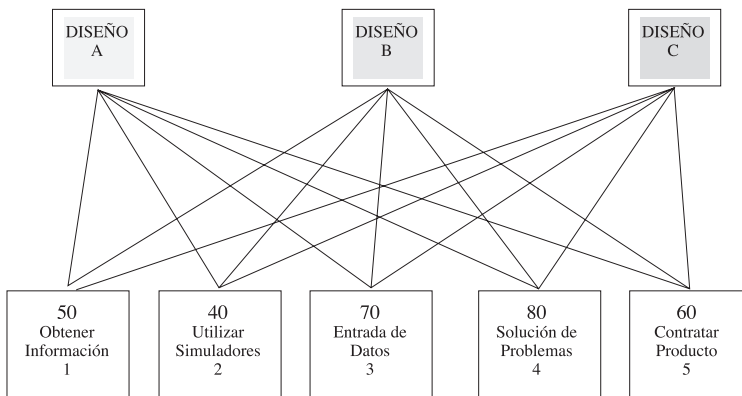 DISEÑO
A
DISEÑO
B
DISEÑO
C
50
Obtener
Información
1
40
Utilizar
Simuladores
2
70
Entrada de
Datos
3
80
Solución de
Problemas
4
60
Contratar
Producto
5